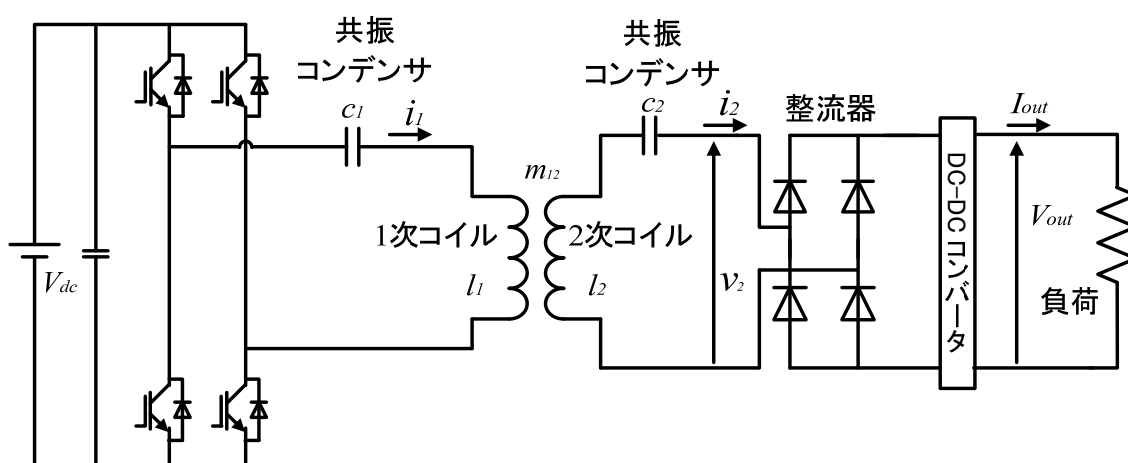 共振
コンデンサ
c1
i1
共振
コンデンサ
c2
i2
整流器
Iout
m12
1次コイル
2次コイル
l1
l2
v2
Vdc
DC-DCコンバータ
Vout
負荷